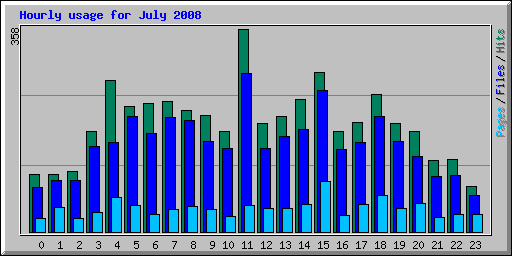 Hourly usage for July 2008
358
Pages / Files / Hits
0 1 2 3 4 5 6 7 8 9 10 11 12 13 14 15 16 17 18 19 20 21 22 23